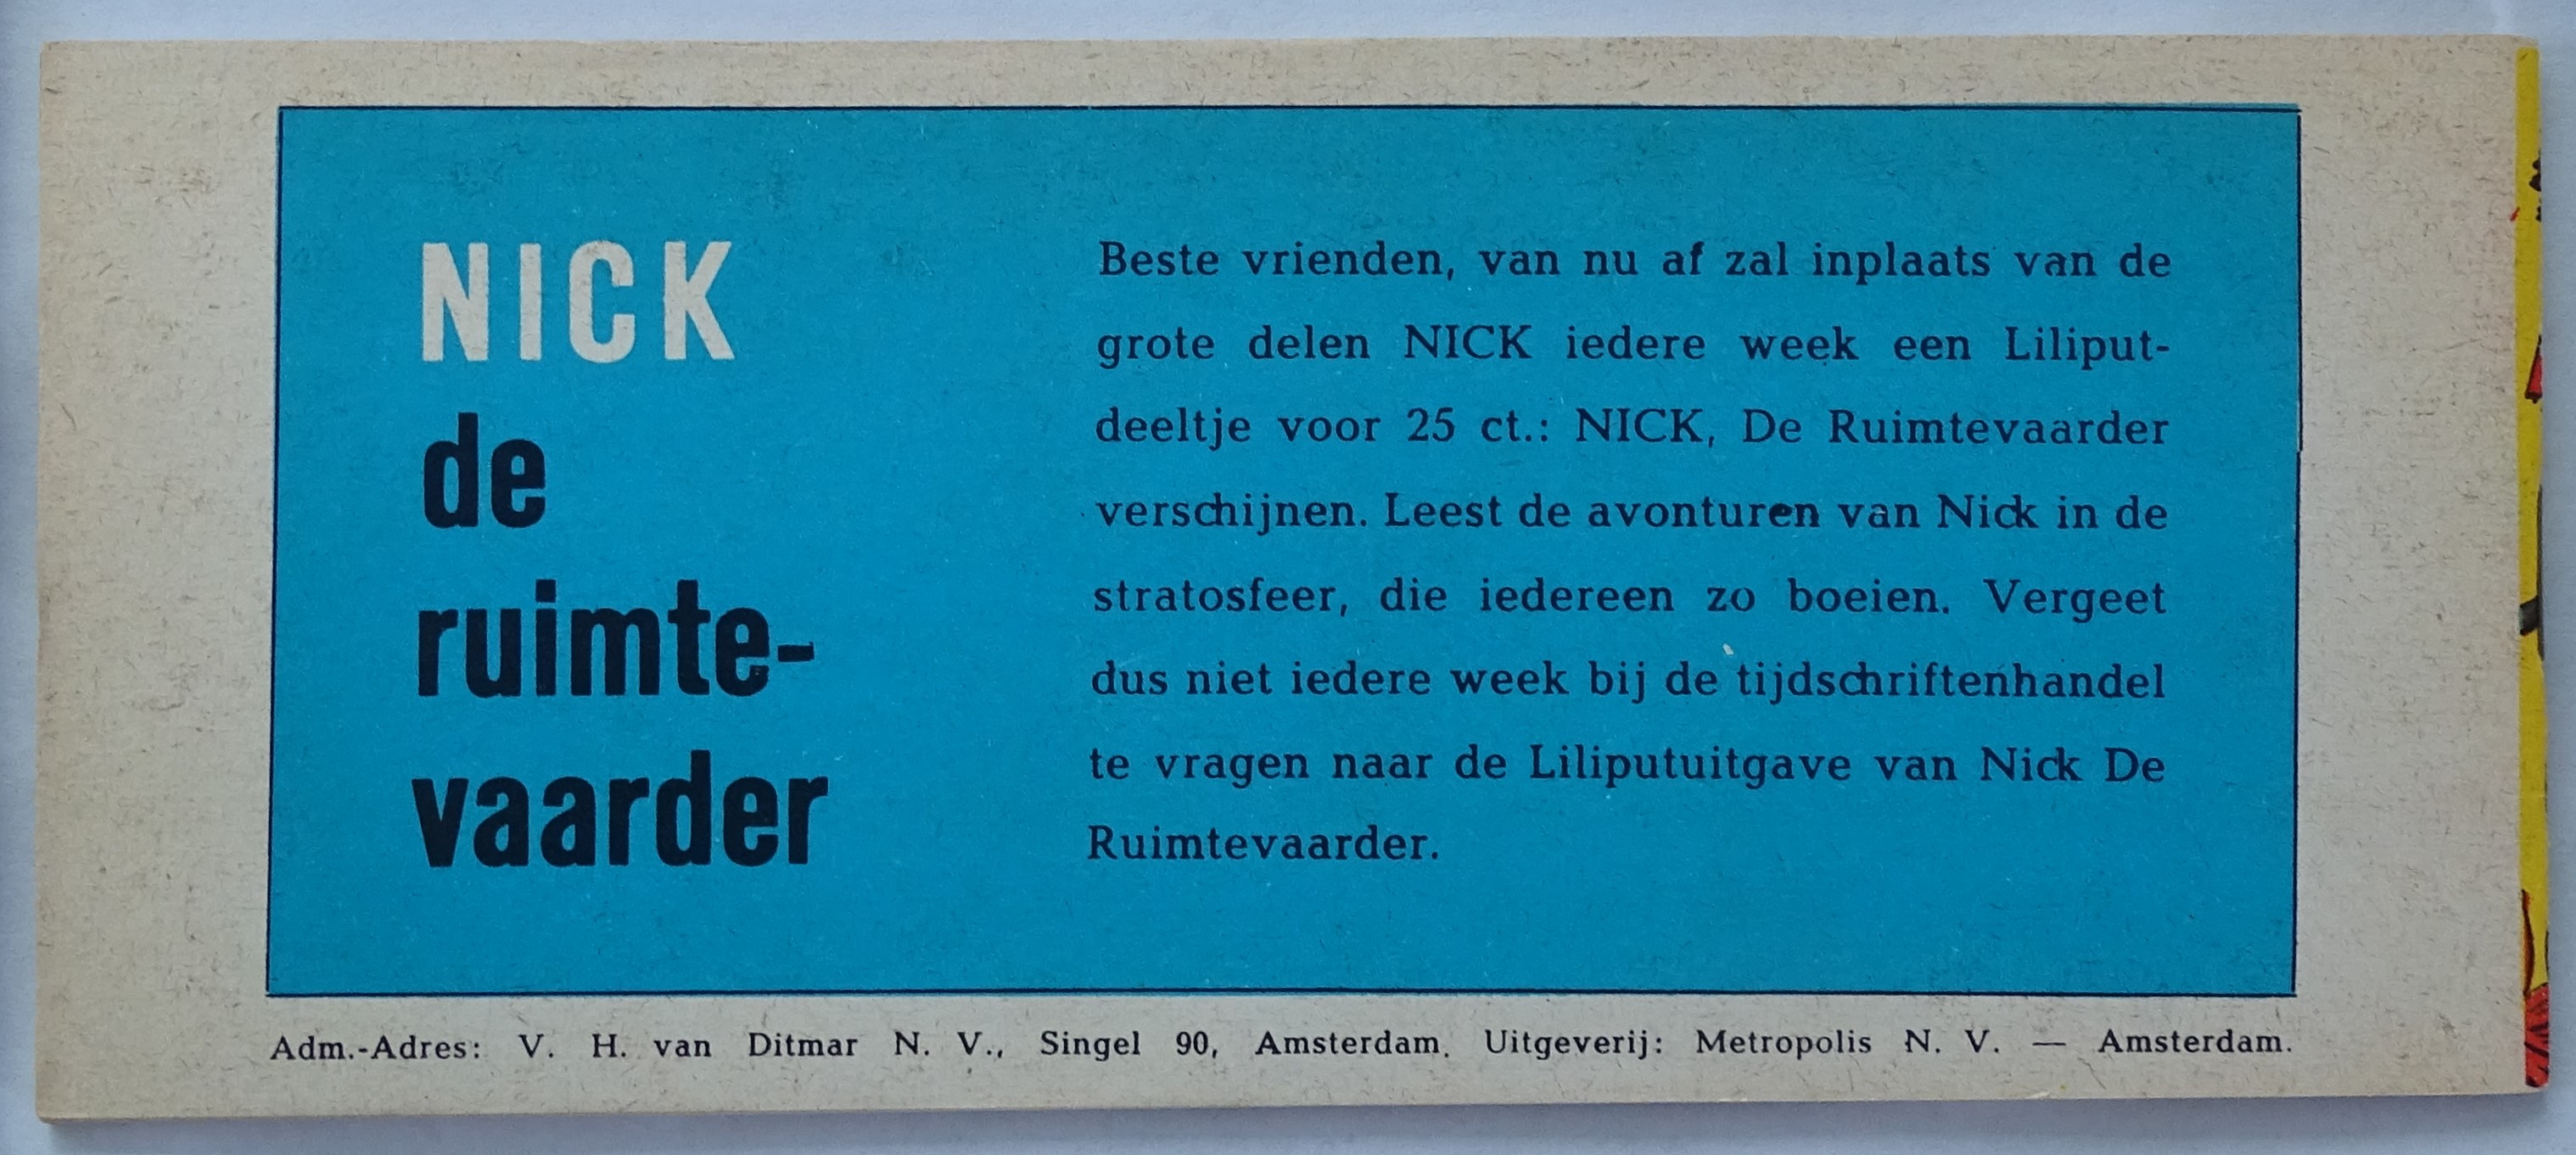 NICK
de
ruimte-
vaarder
Beste vrienden, van nu af zal inplaats van de
grote delen NICK iedere week een Liliput-
deeltje voor 25 ct.: NICK, De Ruimtevaarder
verschijnen. Leest de avonturen van Nick in de
stratosfeer, die iedereen zo boeien. Vergeet
dus niet iedere week bij de tijdschriftenhandel
te vragen naar de Liliputuitgave van Nick De
Ruimtevaarder.
Adm.-Adres: V. H. van Ditmar N. V., Singel 90, Amsterdam. Uitgeverij: Metropolis N. V. — Amsterdam.